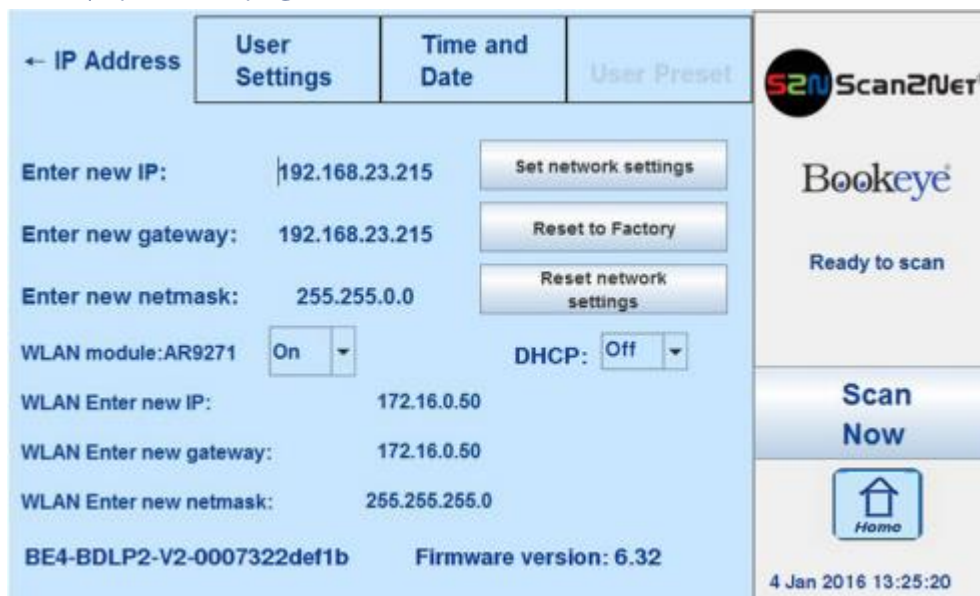 ← IP Address
User Settings
Time and Date
User Preset
Enter new IP: 192.168.23.215
Set network settings
Enter new gateway: 192.168.23.215
Reset to Factory
Enter new netmask: 255.255.0.0
Reset network settings
WLAN module:AR9271 On
DHCP: Off
WLAN Enter new IP: 172.16.0.50
WLAN Enter new gateway: 172.16.0.50
WLAN Enter new netmask: 255.255.255.0
BE4-BDLP2-V2-0007322def1b
Firmware version: 6.32
S2N Scan2Net
Bookeye
Ready to scan
Scan
Now
Home
4 Jan 2016 13:25:20